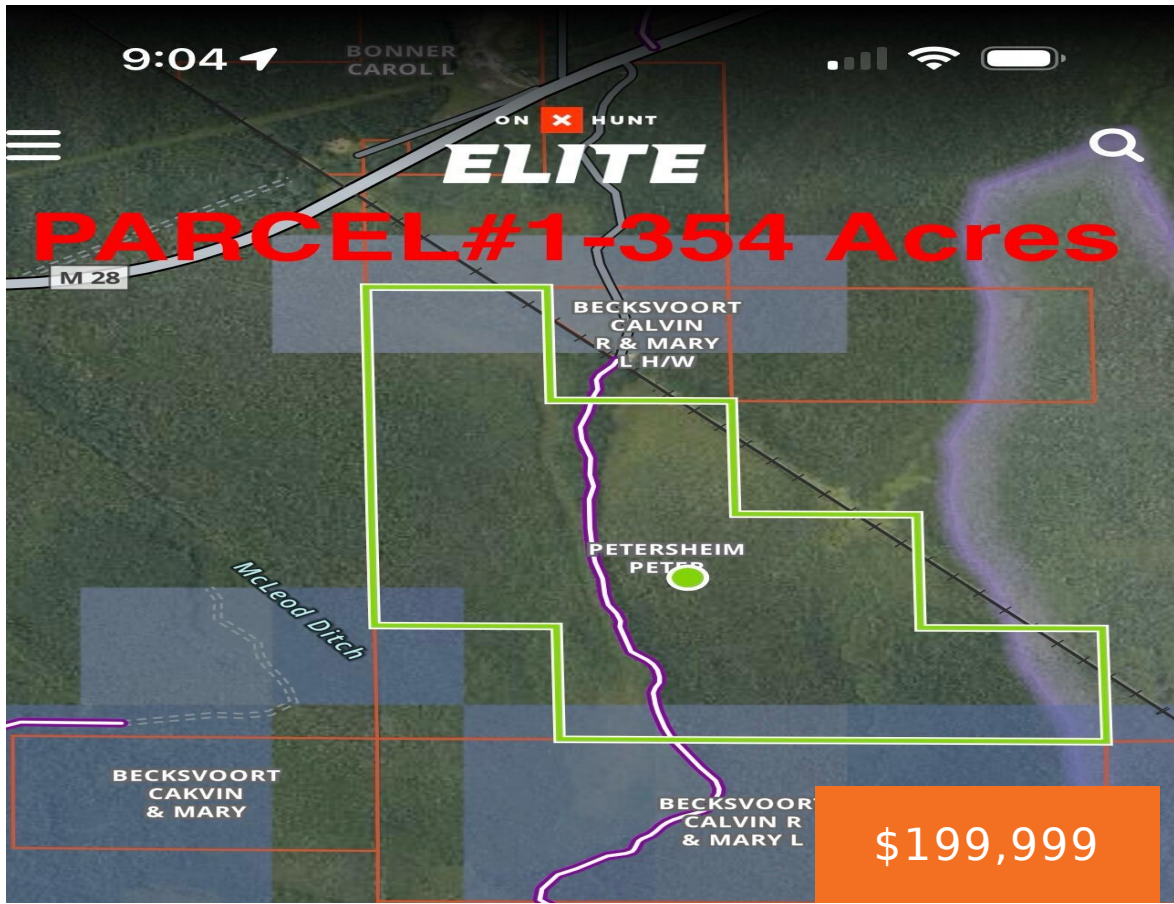 9:04
BONNER
CAROL L
ON X HUNT
ELITE
PARCEL#1-354 Acres
M 28
BECKSVOORT
CALVIN
R & MARY
L H/W
PETERSHEIM
PETER
McLeod Ditch
BECKSVOORT
CAKVIN
& MARY
BECKSVOORT
CALVIN R
& MARY L
$199,999